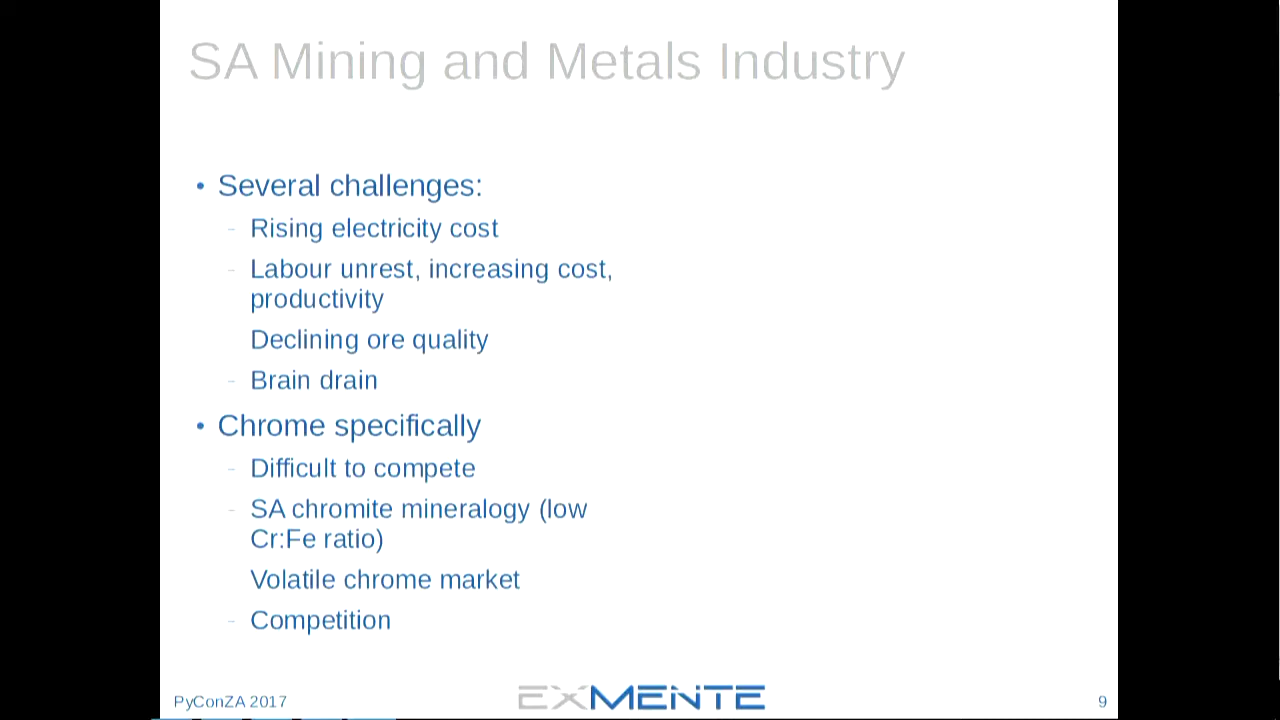 SA Mining and Metals Industry
• Several challenges:
- Rising electricity cost
- Labour unrest, increasing cost,
productivity
Declining ore quality
- Brain drain
• Chrome specifically
- Difficult to compete
- SA chromite mineralogy (low
Cr:Fe ratio)
Volatile chrome market
- Competition
PyConZA 2017
EXMENTE
9